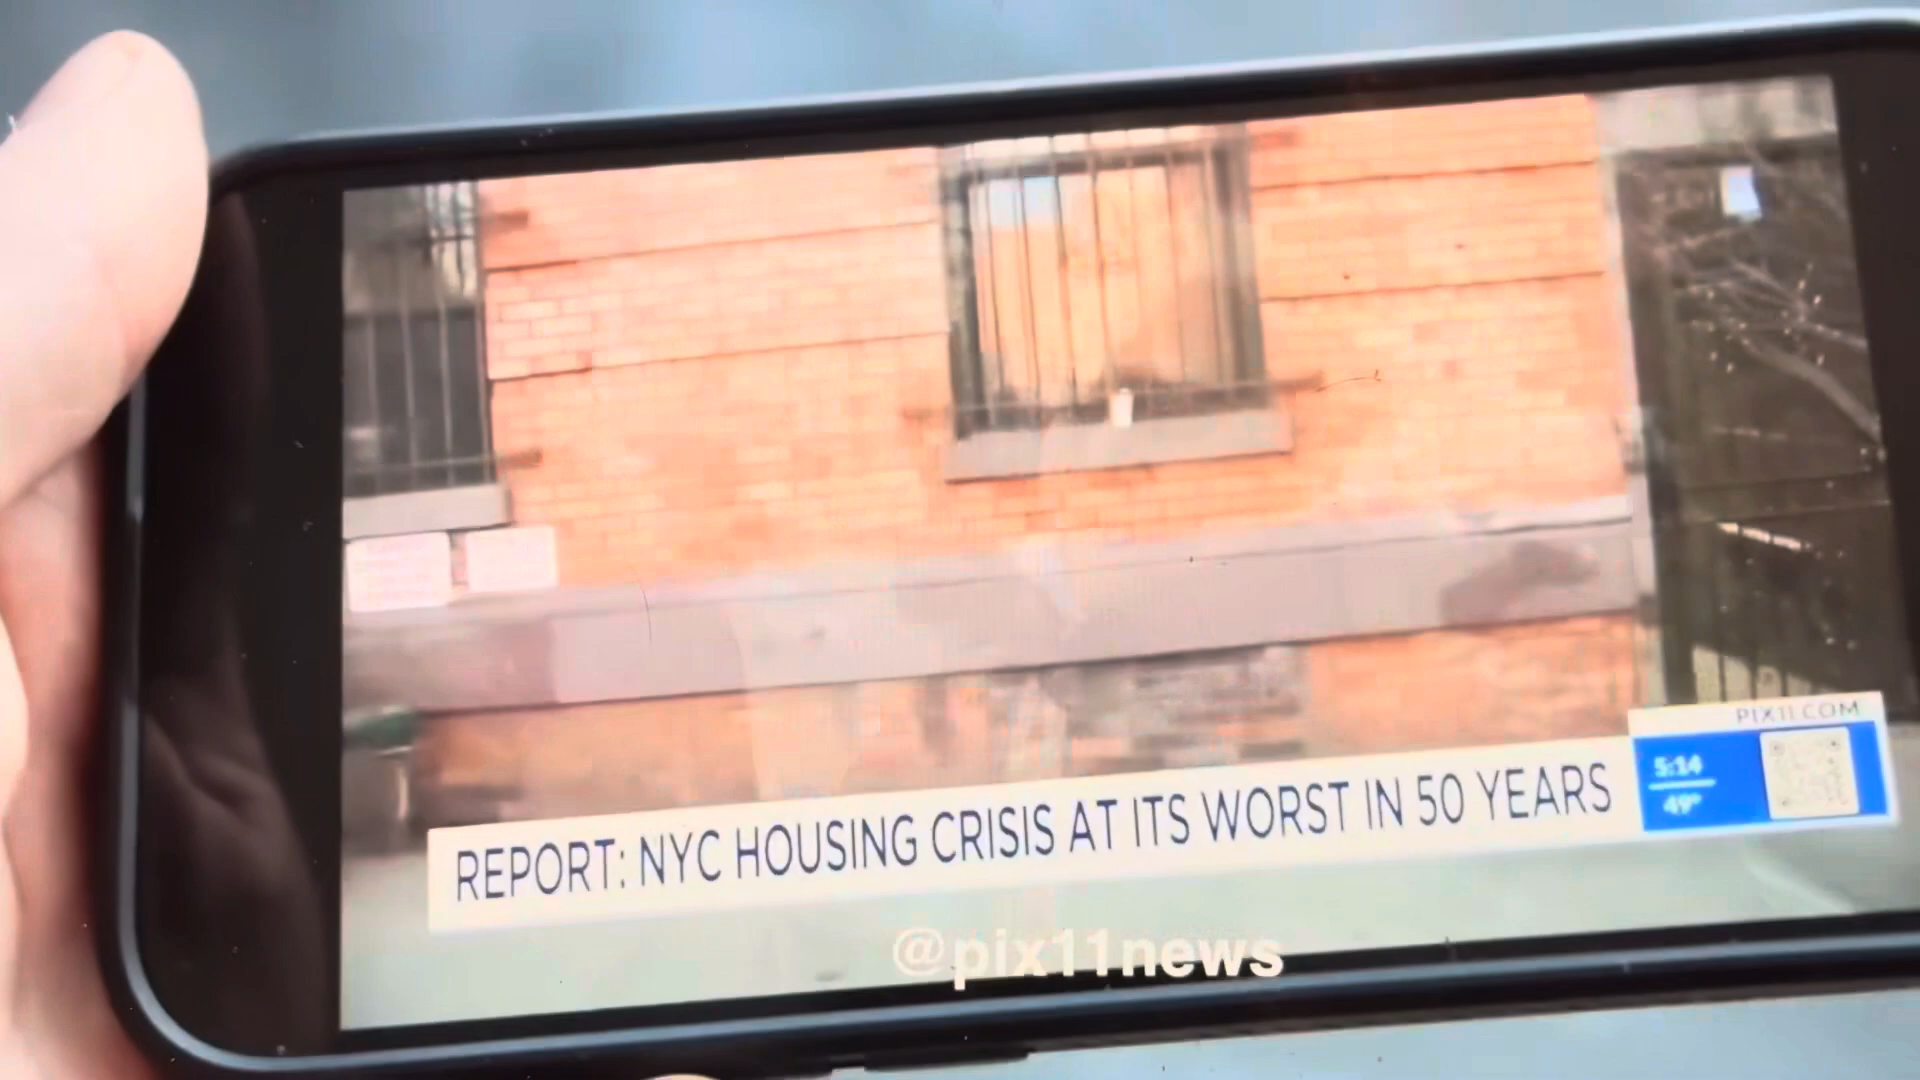 PIX11.COM
5:14
49°
REPORT: NYC HOUSING CRISIS AT ITS WORST IN 50 YEARS
@pix11news